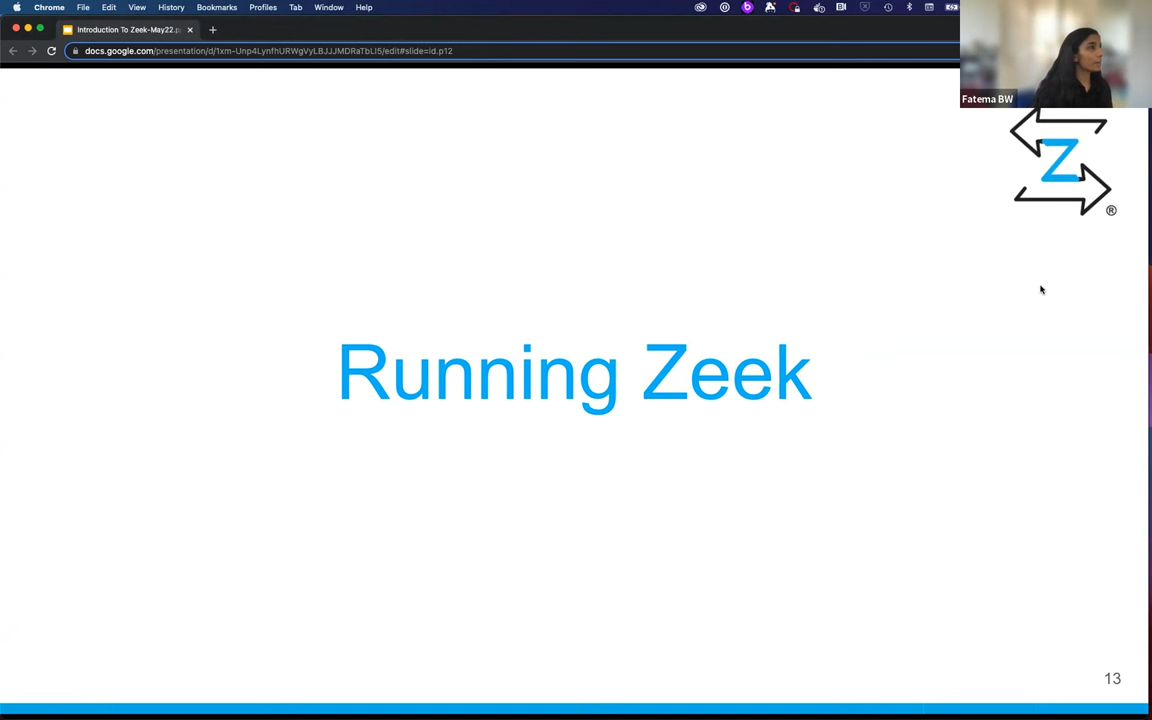 Chrome File Edit View History Bookmarks Profiles Tab Window Help
Introduction To Zeek-May22.p
docs.google.com/presentation/d/1xm-Unp4LynfhURWgVyLBJJJMDRaTbLI5/edit#slide=id.p12
Fatema BW
Z
®
Running Zeek
13